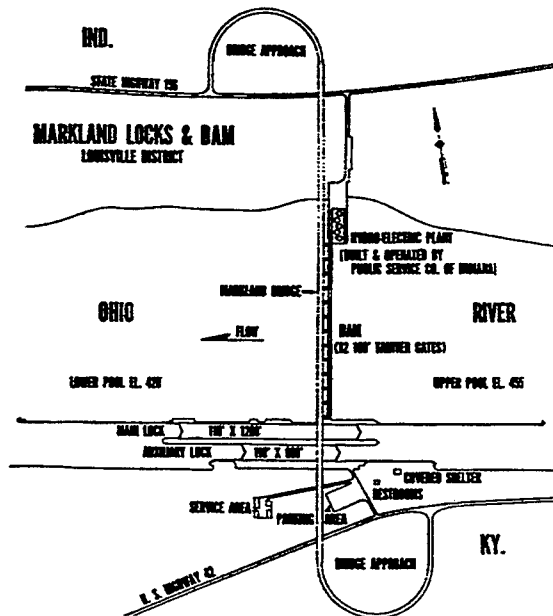 IND.
BRIDGE APPROACH
STATE HIGHWAY 156
MARKLAND LOCKS & DAM
LOUISVILLE DISTRICT
HYDRO-ELECTRIC PLANT
(BUILT & OPERATED BY
PUBLIC SERVICE CO. OF INDIANA)
MARKLAND BRIDGE
OHIO
RIVER
FLOW
DAM
(12 100' TAINTER GATES)
LOWER POOL EL. 420'
UPPER POOL EL. 455
MAIN LOCK
110' X 1200'
AUXILIARY LOCK
110' X 600'
COVERED SHELTER
RESTROOMS
SERVICE AREA
PARKING AREA
U. S. HIGHWAY 42
BRIDGE APPROACH
KY.